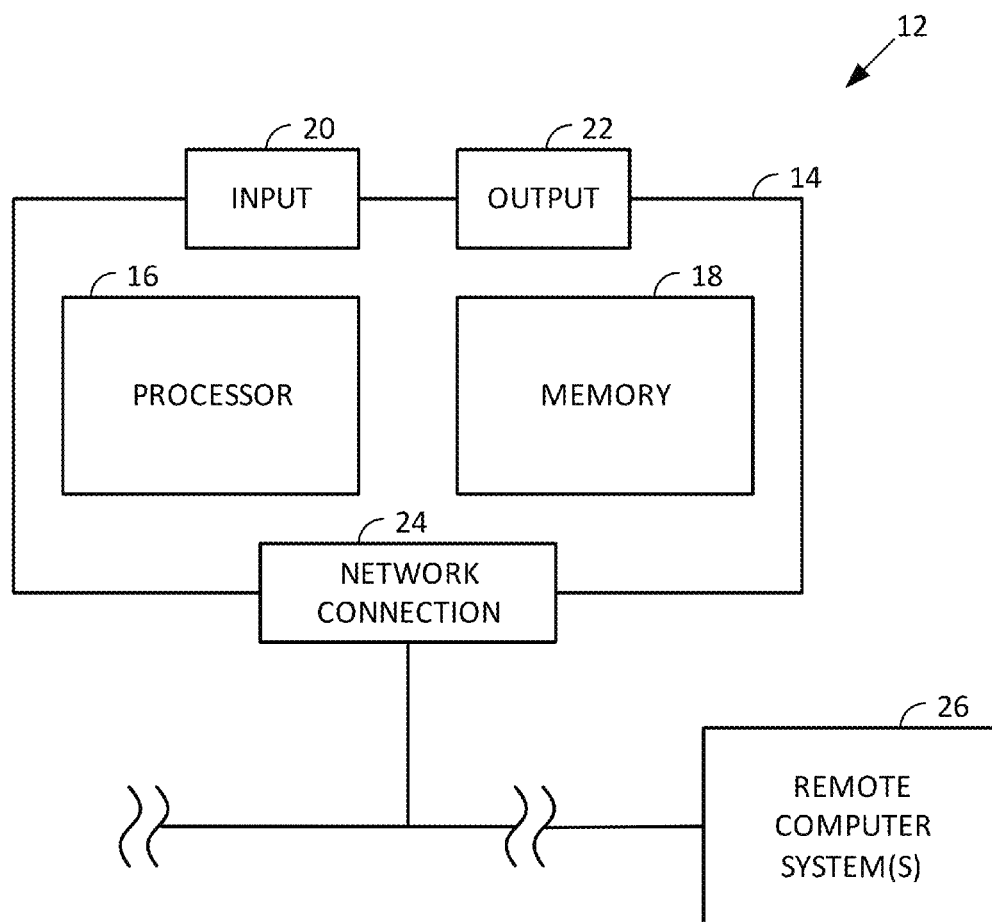 12
20
22
INPUT
OUTPUT
14
16
18
PROCESSOR
MEMORY
24
NETWORK
CONNECTION
26
REMOTE
COMPUTER
SYSTEM(S)